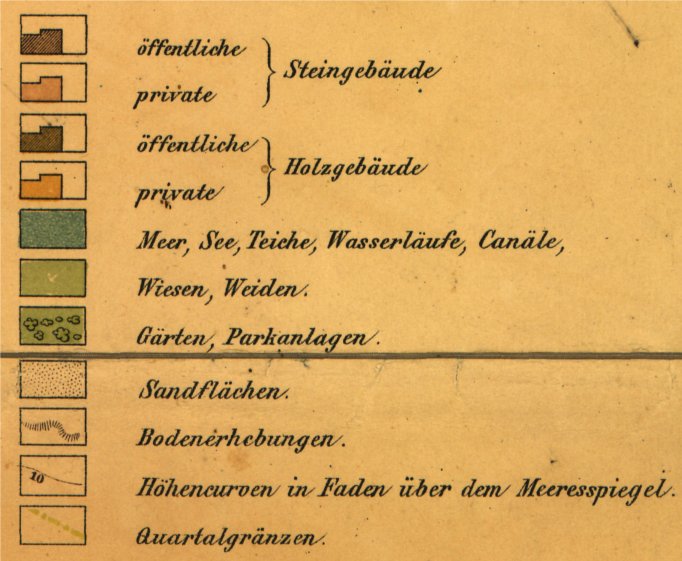 öffentliche
Steingebäude
private
öffentliche
Holzgebäude
private
Meer, See, Teiche, Wasserläufe, Canäle,
Wiesen, Weiden.
Gärten, Parkanlagen.
Sandflächen.
Bodenerhebungen.
10
Höhencurven in Faden über dem Meeresspiegel.
Quartalgränzen.